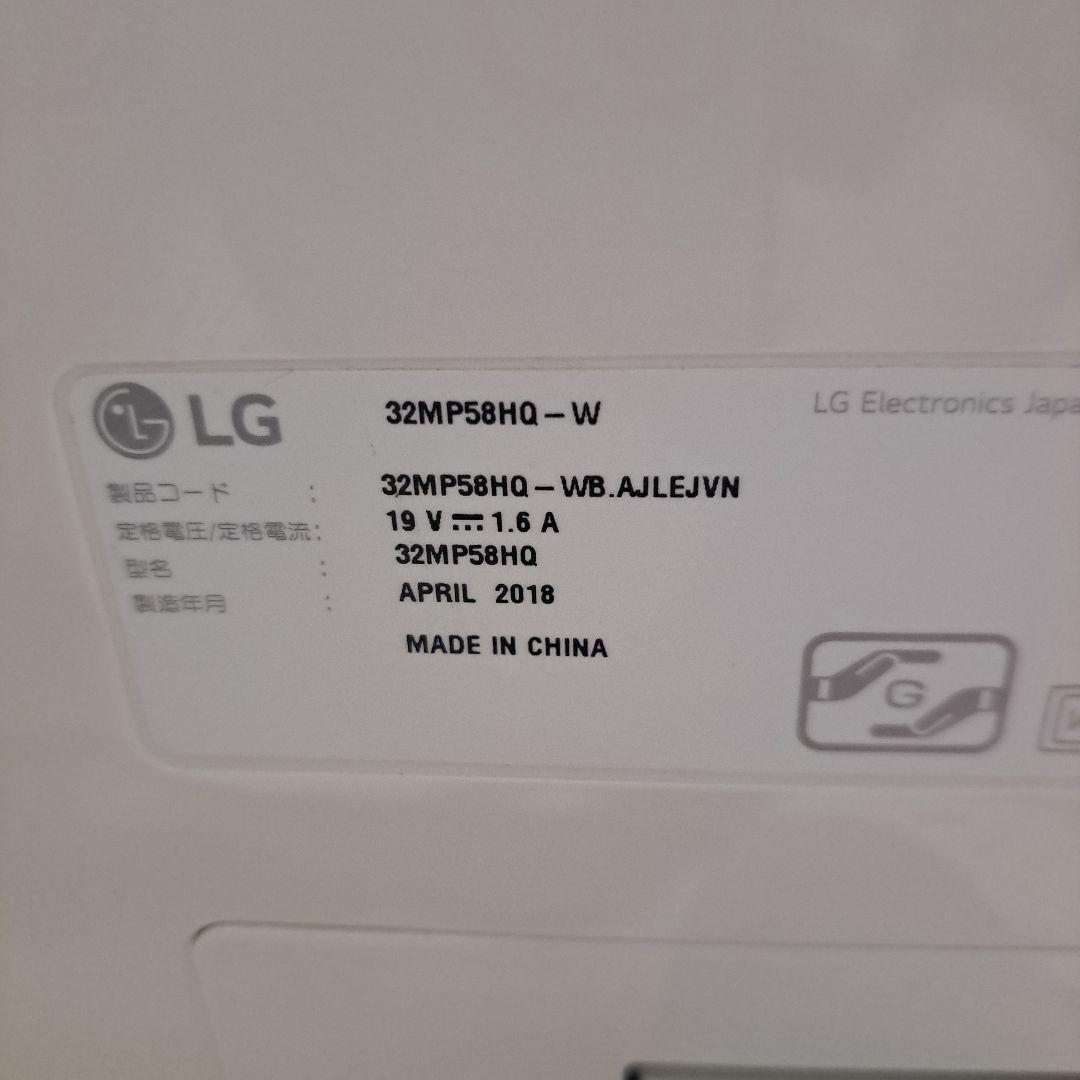 LG 32MP58HQ-W LG Electronics Japa
製品コード : 32MP58HQ-WB.AJLEJVN
定格電圧/定格電流: 19 V ⎓ 1.6 A
型名 : 32MP58HQ
製造年月 : APRIL 2018
MADE IN CHINA
G